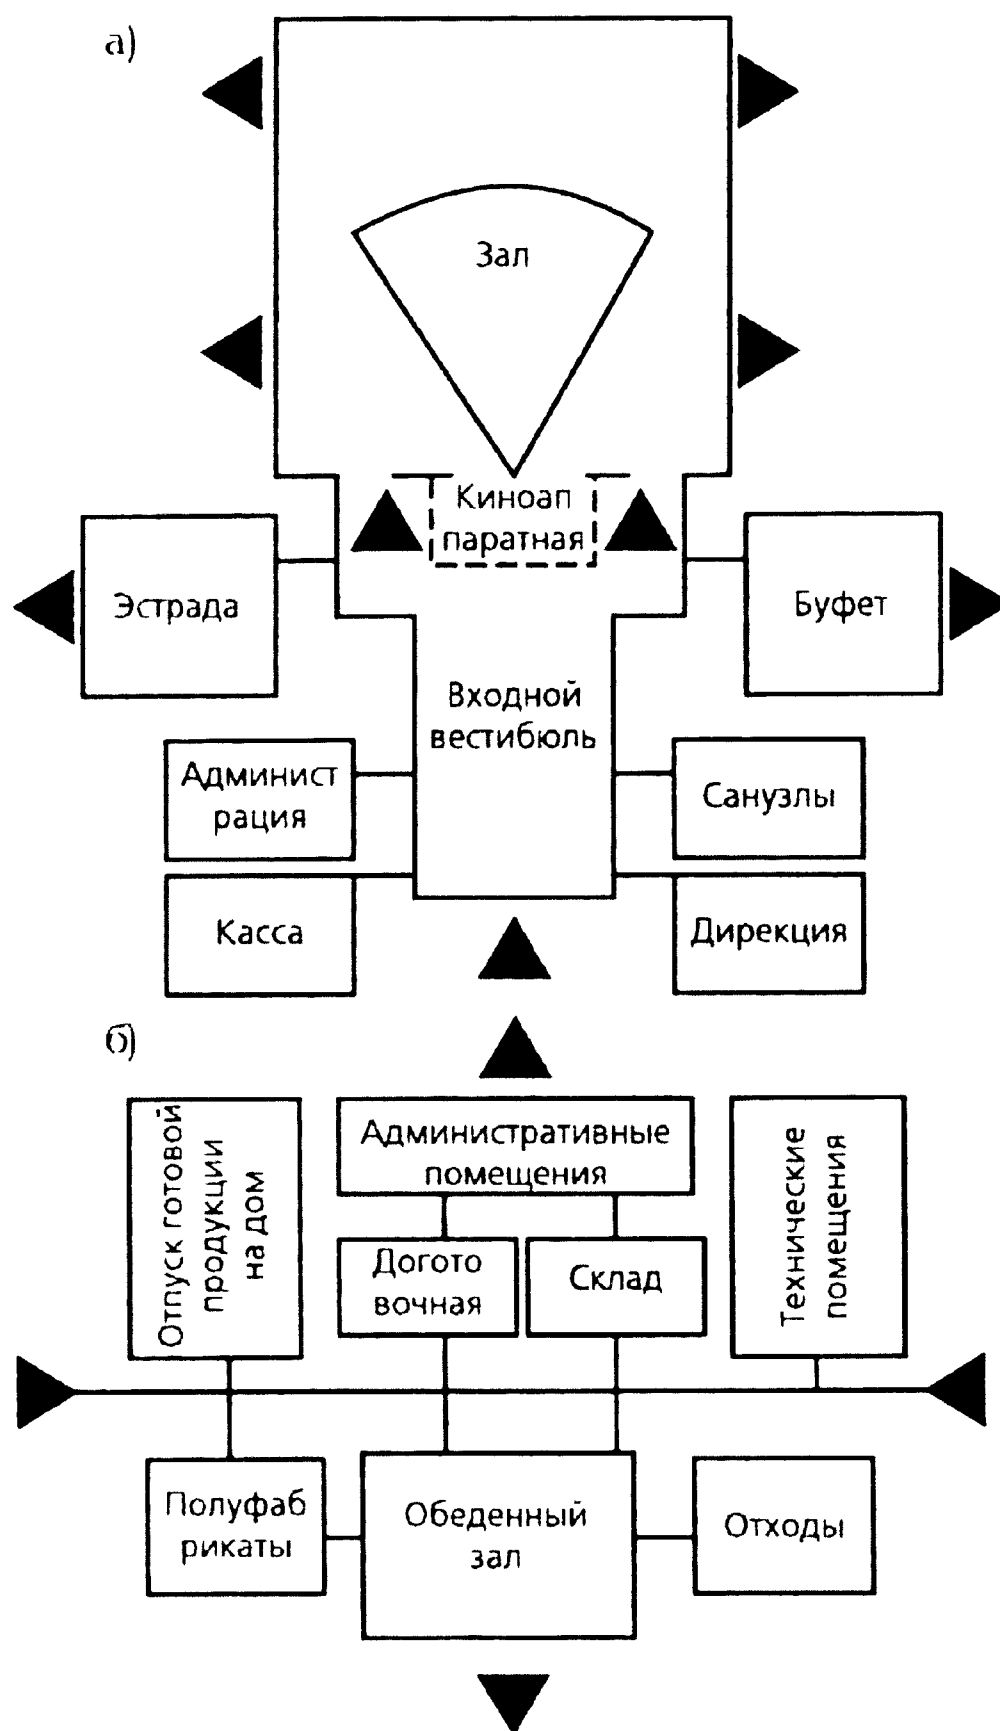 а)
Зал
Киноап
паратная
Эстрада
Буфет
Входной
вестибюль
Админист
рация
Санузлы
Касса
Дирекция
б)
Отпуск готовой
продукции
на дом
Административные
помещения
Технические
помещения
Догото
вочная
Склад
Полуфаб
рикаты
Обеденный
зал
Отходы